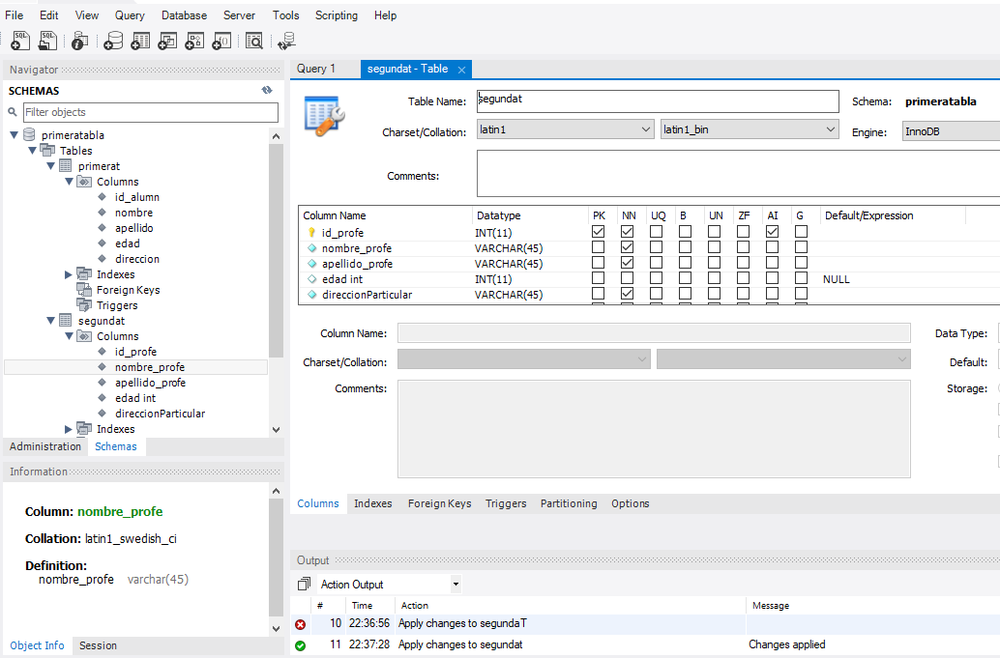 File Edit View Query Database Server Tools Scripting Help
Navigator
SCHEMAS
Filter objects
primeratabla
Tables
primerat
Columns
id_alumn
nombre
apellido
edad
direccion
Indexes
Foreign Keys
Triggers
segundat
Columns
id_profe
nombre_profe
apellido_profe
edad int
direccionParticular
Indexes
Administration Schemas
Information
Column: nombre_profe
Collation: latin1_swedish_ci
Definition:
nombre_profe varchar(45)
Object Info Session
Query 1 segundat - Table
Table Name: segundat Schema: primeratabla
Charset/Collation: latin1 latin1_bin Engine: InnoDB
Comments:
Column Name Datatype PK NN UQ B UN ZF AI G Default/Expression
id_profe INT(11)
nombre_profe VARCHAR(45)
apellido_profe VARCHAR(45)
edad int INT(11) NULL
direccionParticular VARCHAR(45)
Column Name: Data Type:
Charset/Collation: Default:
Comments: Storage:
Columns Indexes Foreign Keys Triggers Partitioning Options
Output
Action Output
# Time Action Message
10 22:36:56 Apply changes to segundaT
11 22:37:28 Apply changes to segundat Changes applied